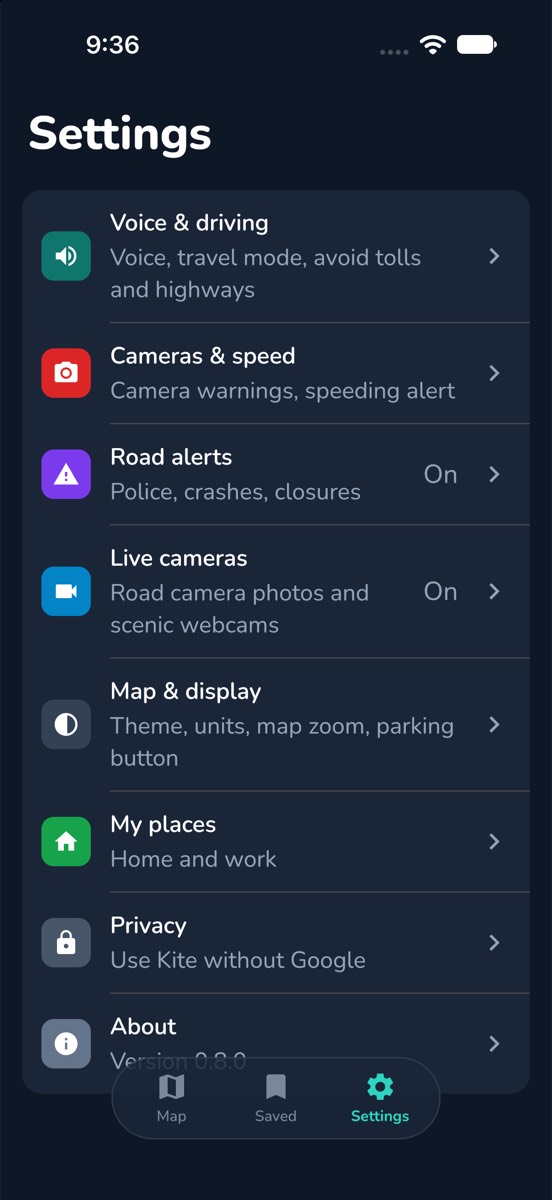 9:36
Settings
Voice & driving
Voice, travel mode, avoid tolls
and highways
Cameras & speed
Camera warnings, speeding alert
Road alerts
Police, crashes, closures
On
Live cameras
Road camera photos and
scenic webcams
On
Map & display
Theme, units, map zoom, parking
button
My places
Home and work
Privacy
Use Kite without Google
About
Version 0.8.0
Map
Saved
Settings